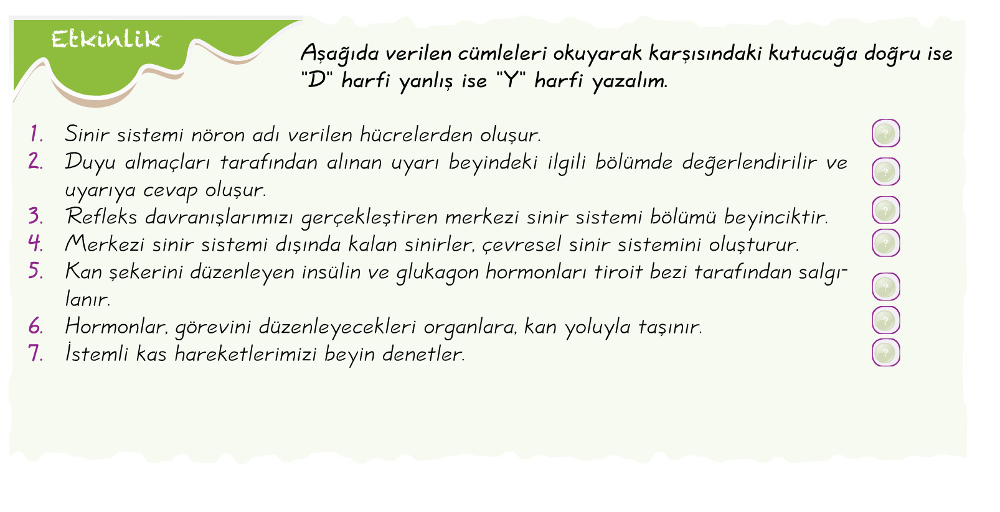 Etkinlik
Aşağıda verilen cümleleri okuyarak karşısındaki kutucuğa doğru ise
"D" harfi yanlış ise "Y" harfi yazalım.
1. Sinir sistemi nöron adı verilen hücrelerden oluşur. ?
2. Duyu almaçları tarafından alınan uyarı beyindeki ilgili bölümde değerlendirilir ve ?
uyarıya cevap oluşur.
3. Refleks davranışlarımızı gerçekleştiren merkezi sinir sistemi bölümü beyinciktir. ?
4. Merkezi sinir sistemi dışında kalan sinirler, çevresel sinir sistemini oluşturur. ?
5. Kan şekerini düzenleyen insülin ve glukagon hormonları tiroit bezi tarafından salgı- ?
lanır.
6. Hormonlar, görevini düzenleyecekleri organlara, kan yoluyla taşınır. ?
7. İstemli kas hareketlerimizi beyin denetler. ?